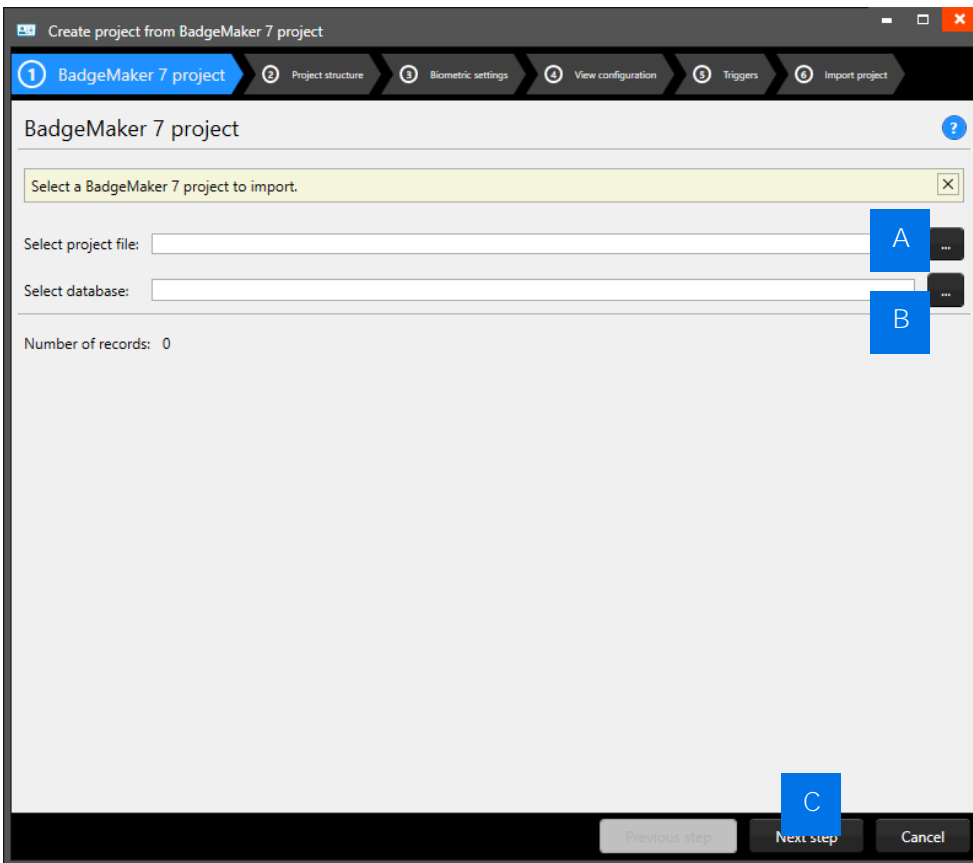 Create project from BadgeMaker 7 project
1 BadgeMaker 7 project 2 Project structure 3 Biometric settings 4 View configuration 5 Triggers 6 Import project
BadgeMaker 7 project ?
Select a BadgeMaker 7 project to import.
Select project file: A ...
Select database: ...
B
Number of records: 0
C
Previous step Next step Cancel